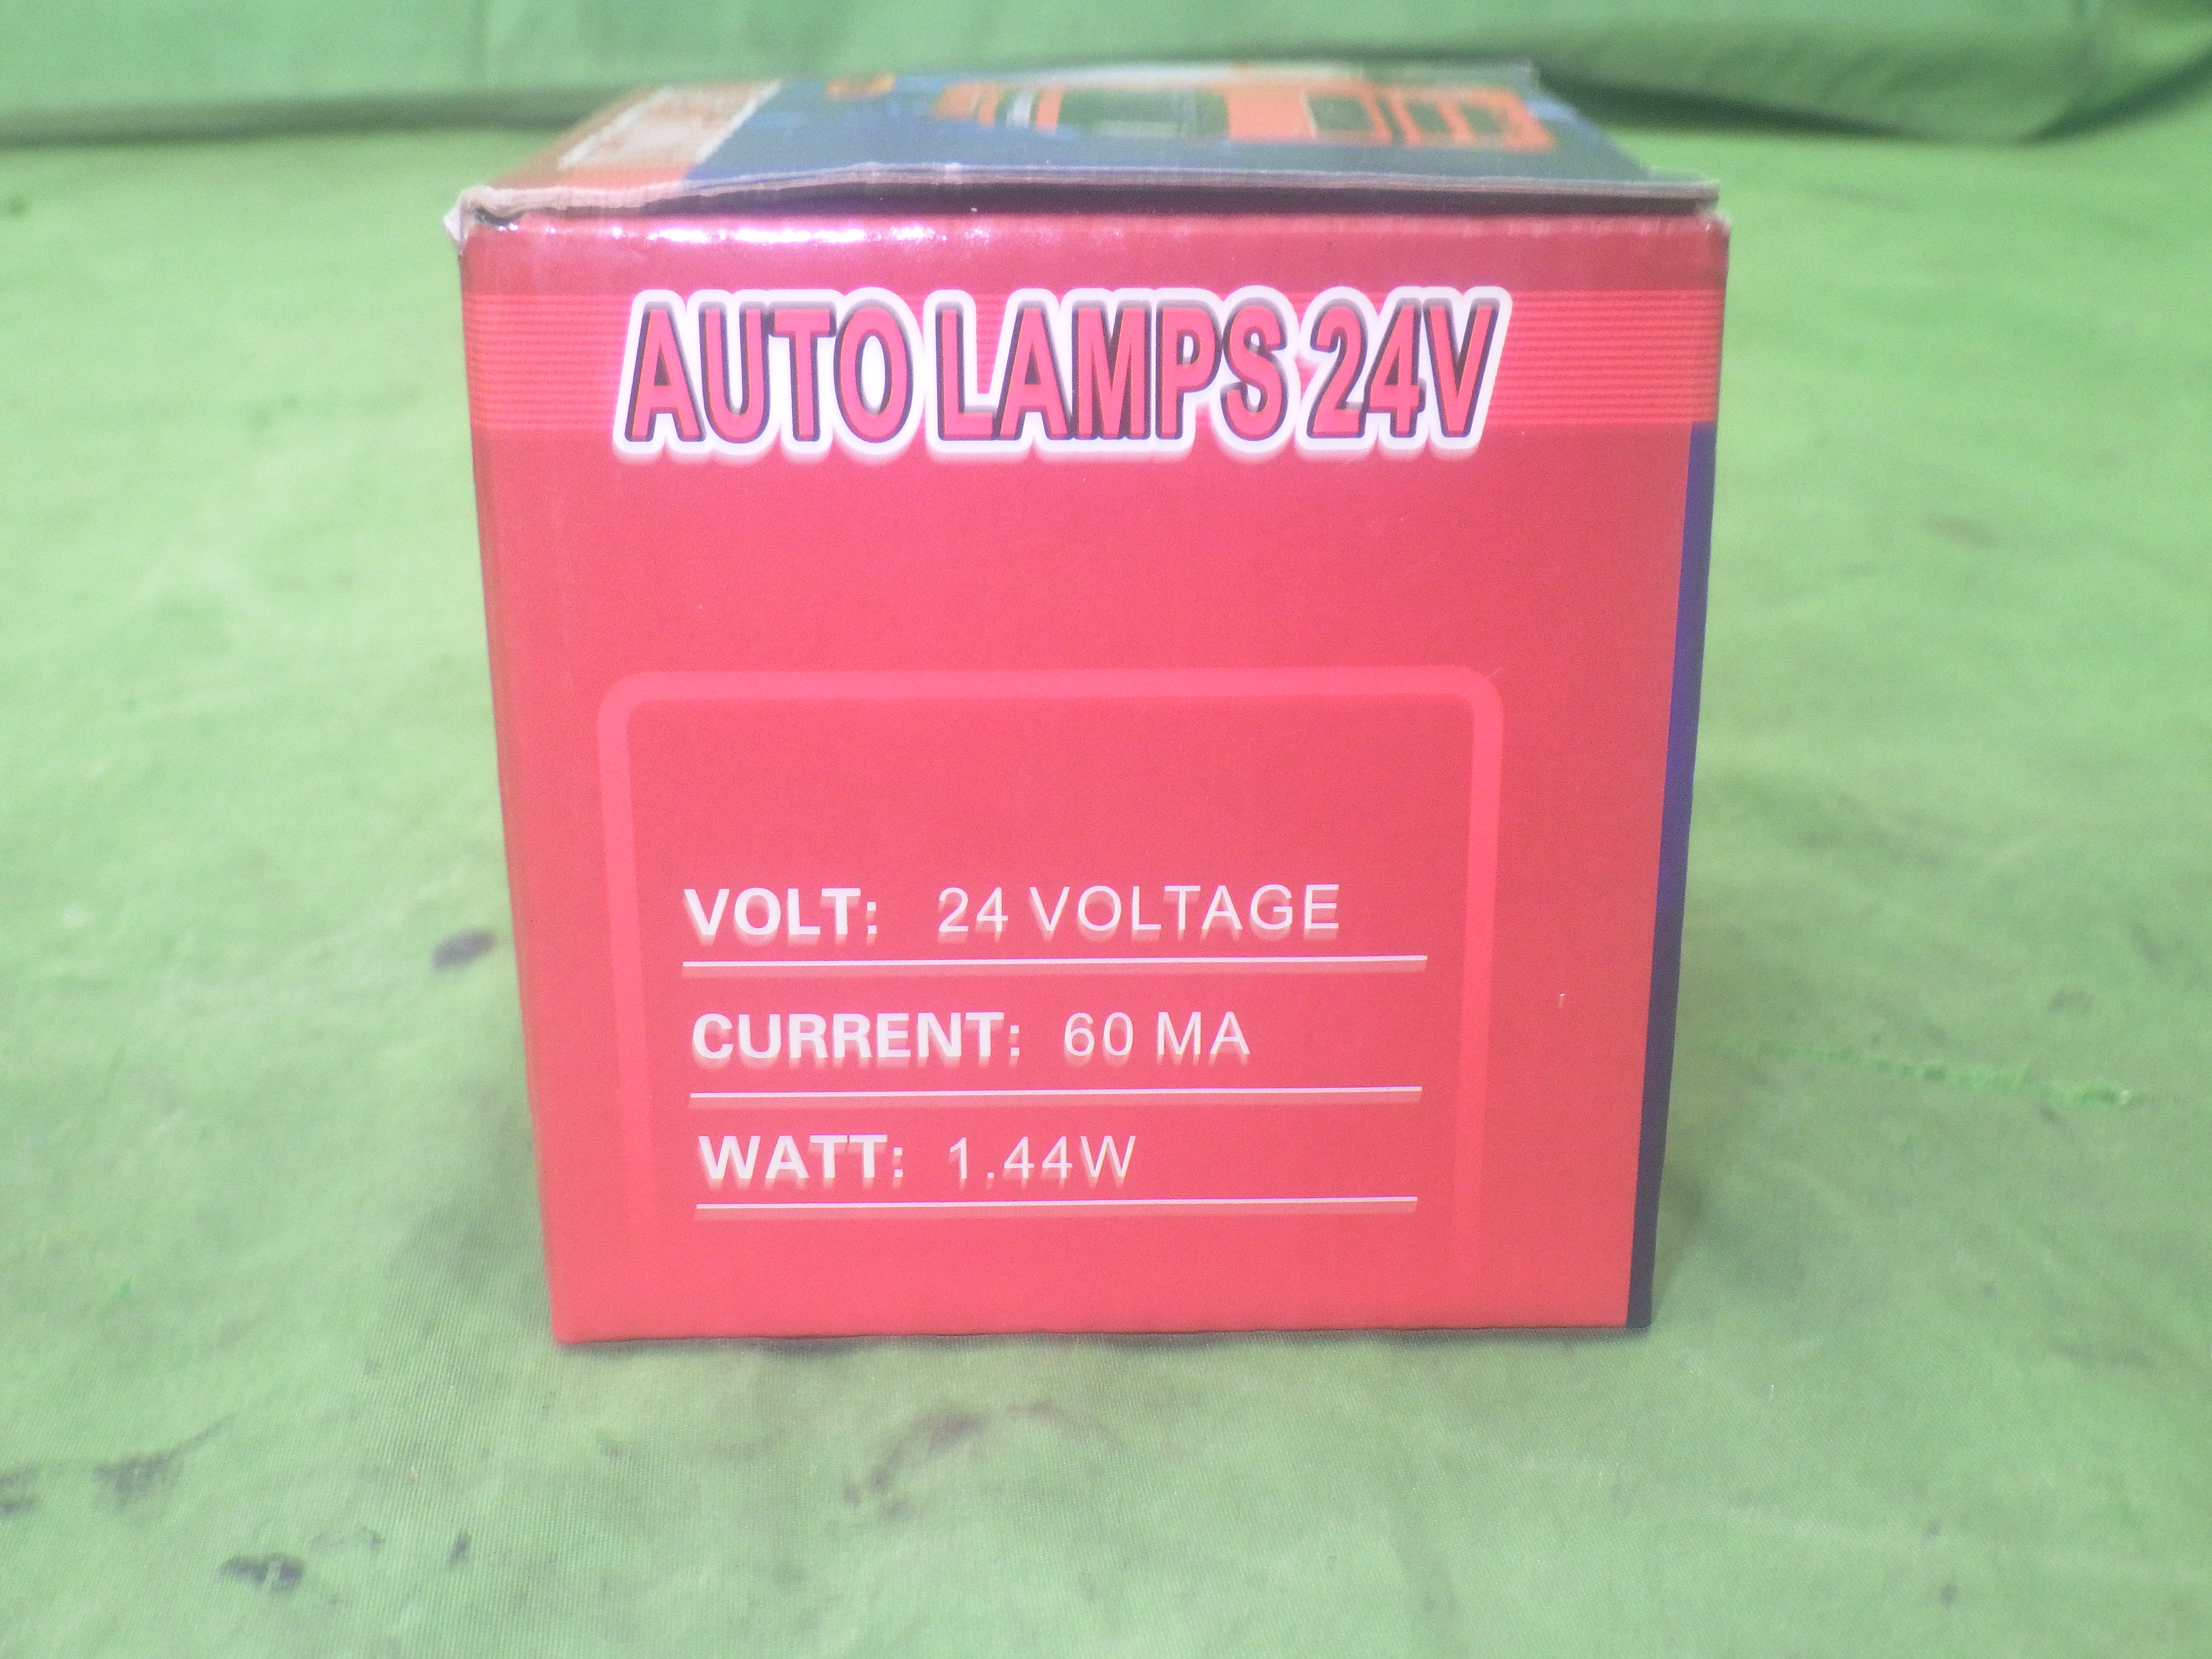 AUTO LAMPS 24V
VOLT: 24 VOLTAGE
CURRENT: 60 MA
WATT: 1.44W